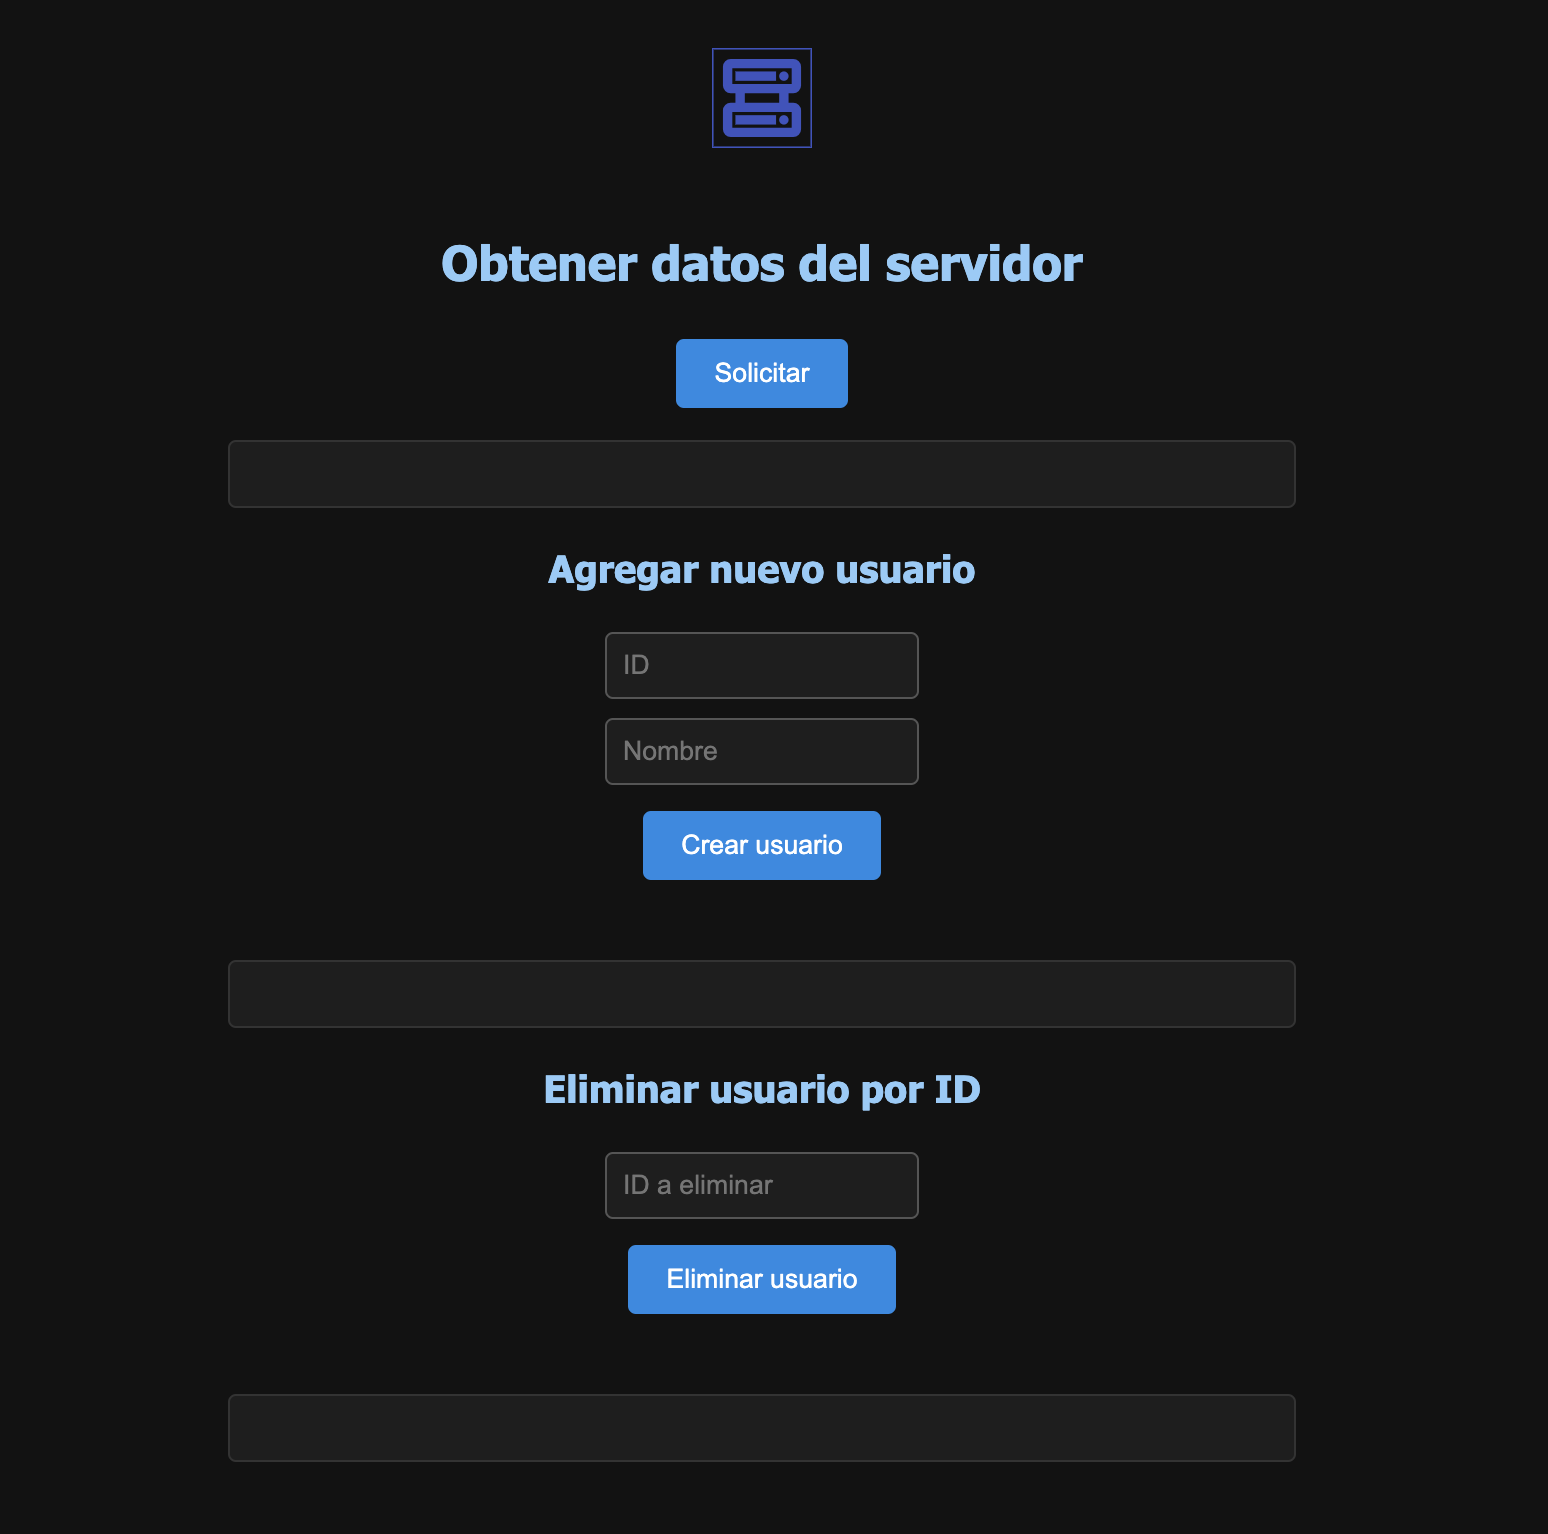 Obtener datos del servidor
Solicitar
Agregar nuevo usuario
ID
Nombre
Crear usuario
Eliminar usuario por ID
ID a eliminar
Eliminar usuario